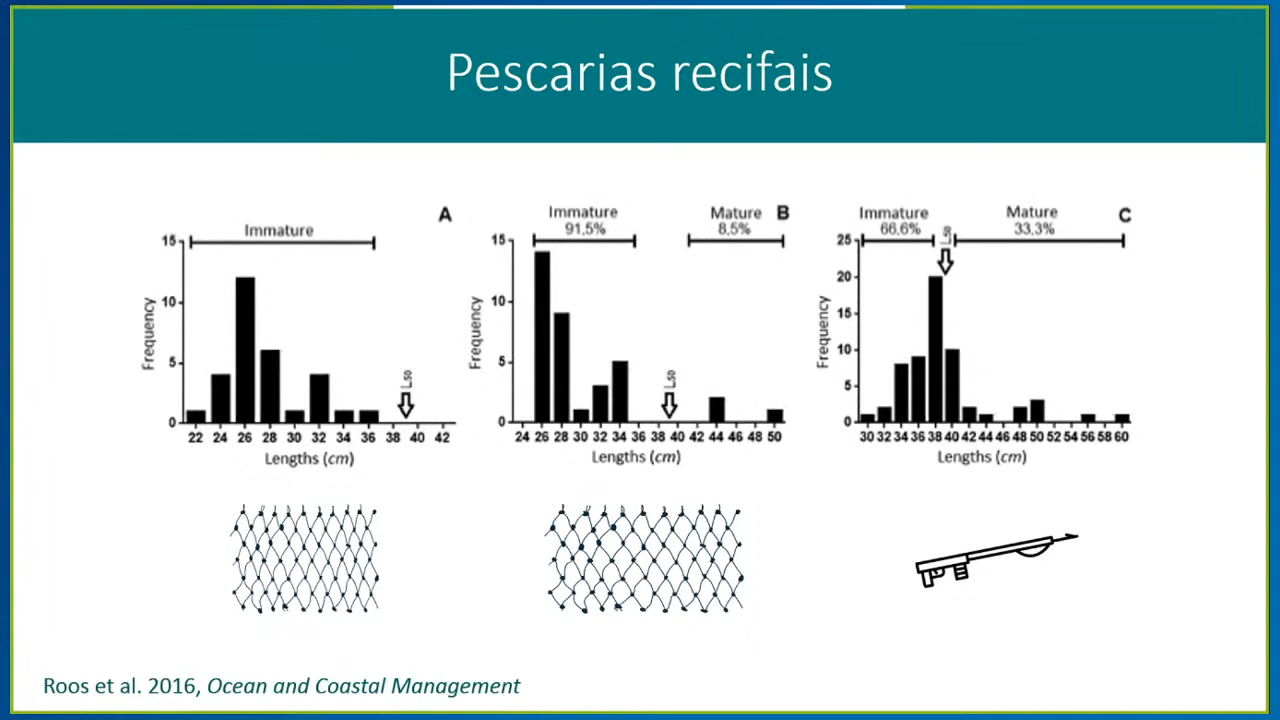 Pescarias recifais
Immature
A
15
10
5
0
Frequency
L50
22 24 26 28 30 32 34 36 38 40 42
Lengths (cm)
Immature
91,5%
Mature
8,5%
B
15
10
5
0
Frequency
L50
24 26 28 30 32 34 36 38 40 42 44 46 48 50
Lengths (cm)
Immature
66,6%
Mature
33,3%
C
25
20
15
10
5
0
Frequency
L50
30 32 34 36 38 40 42 44 46 48 50 52 54 56 58 60
Lengths (cm)
Roos et al. 2016, Ocean and Coastal Management